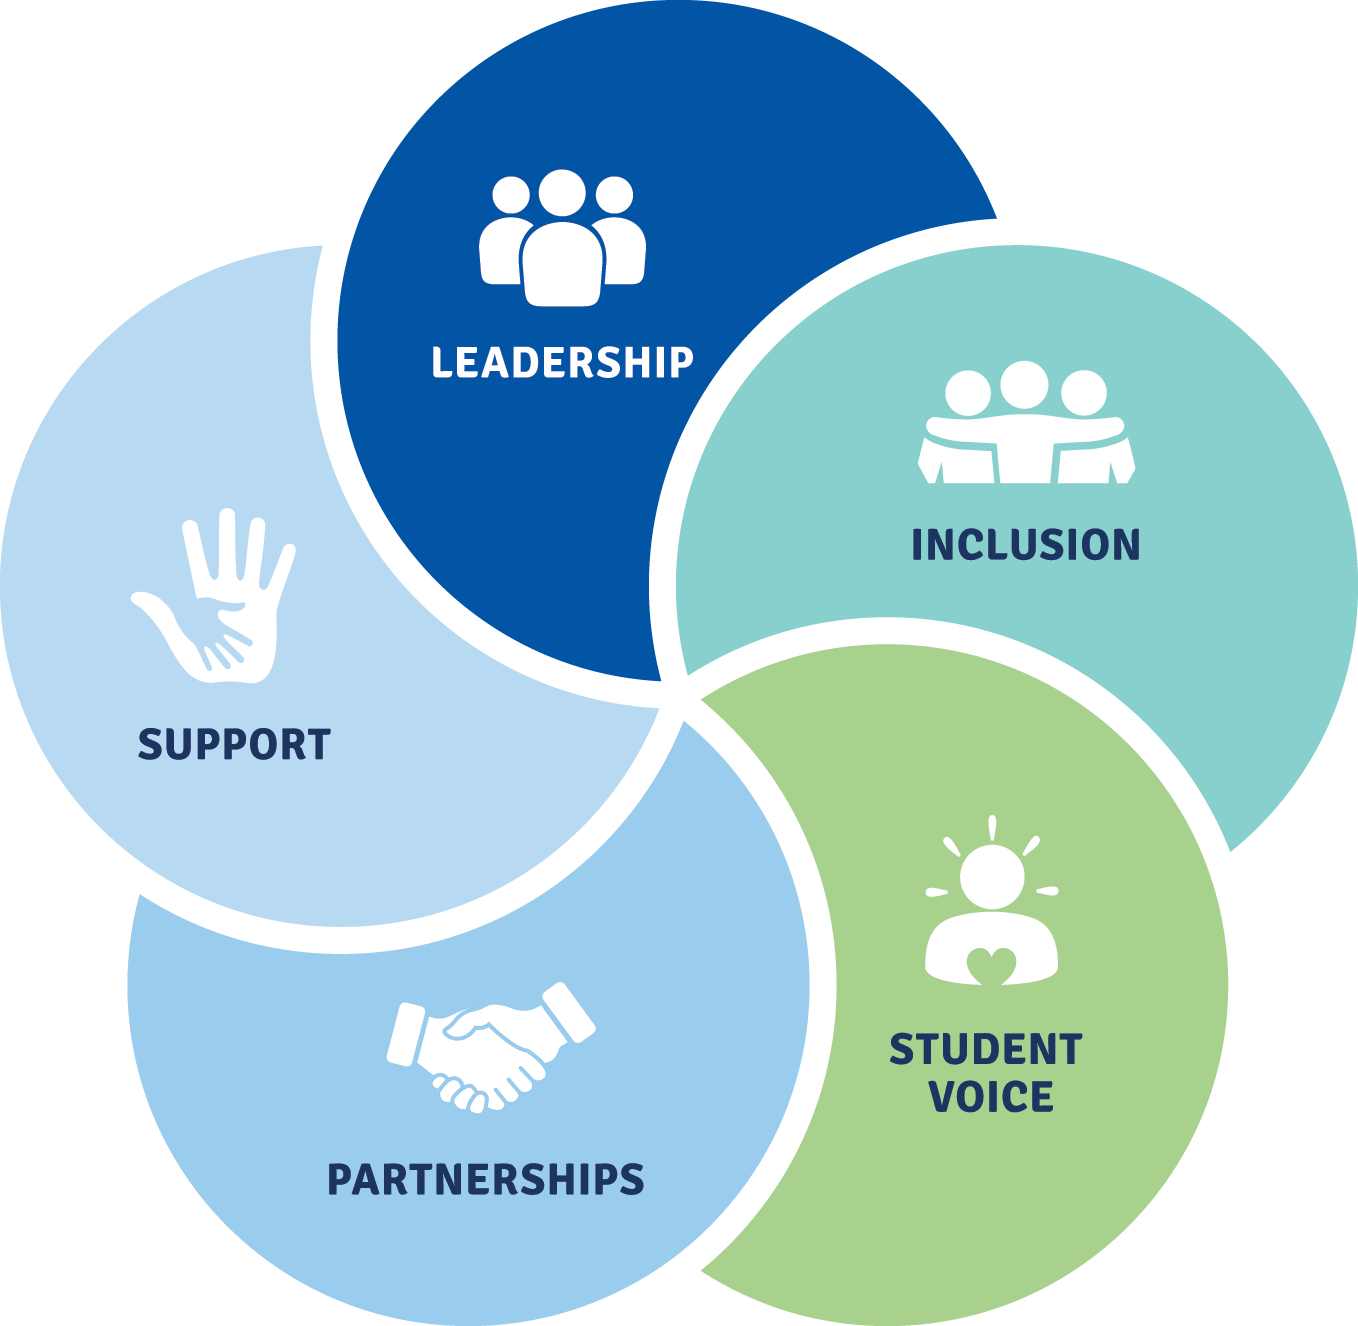 LEADERSHIP
INCLUSION
SUPPORT
STUDENT
VOICE
PARTNERSHIPS